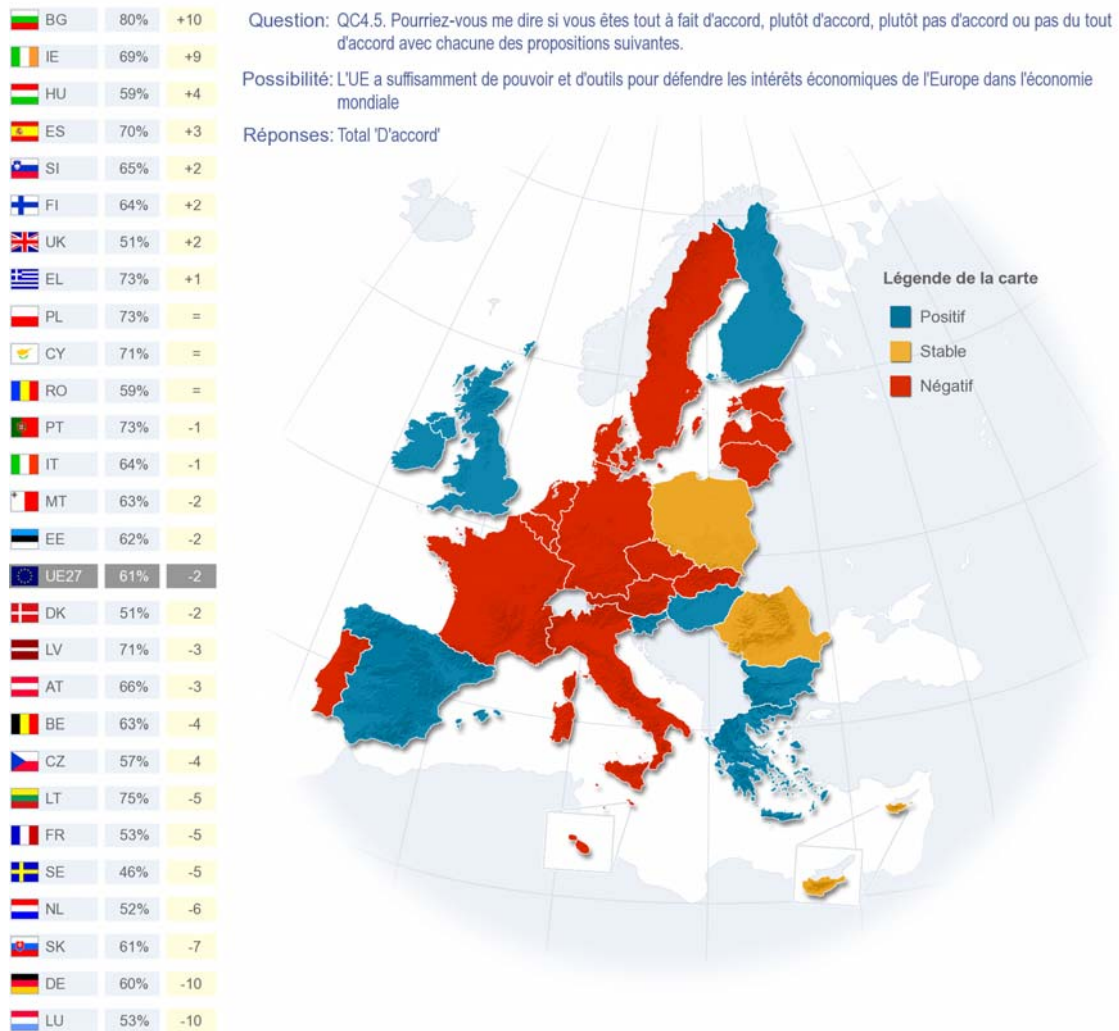 BG 80% +10
IE 69% +9
HU 59% +4
ES 70% +3
SI 65% +2
FI 64% +2
UK 51% +2
EL 73% +1
PL 73% =
CY 71% =
RO 59% =
PT 73% -1
IT 64% -1
MT 63% -2
EE 62% -2
UE27 61% -2
DK 51% -2
LV 71% -3
AT 66% -3
BE 63% -4
CZ 57% -4
LT 75% -5
FR 53% -5
SE 46% -5
NL 52% -6
SK 61% -7
DE 60% -10
LU 53% -10
Question: QC4.5. Pourriez-vous me dire si vous êtes tout à fait d'accord, plutôt d'accord, plutôt pas d'accord ou pas du tout
d'accord avec chacune des propositions suivantes.
Possibilité: L'UE a suffisamment de pouvoir et d'outils pour défendre les intérêts économiques de l'Europe dans l'économie
mondiale
Réponses: Total 'D'accord'
Légende de la carte
Positif
Stable
Négatif